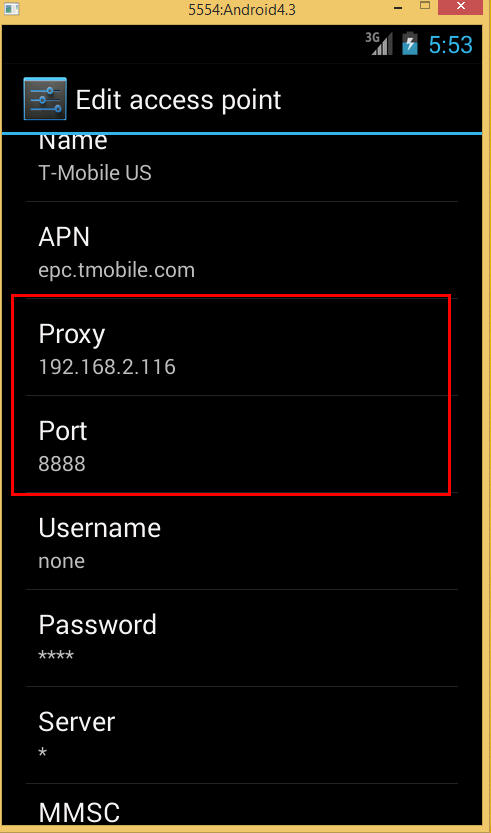 5554:Android4.3
3G 5:53
Edit access point
Name
T-Mobile US
APN
epc.tmobile.com
Proxy
192.168.2.116
Port
8888
Username
none
Password
****
Server
*
MMSC